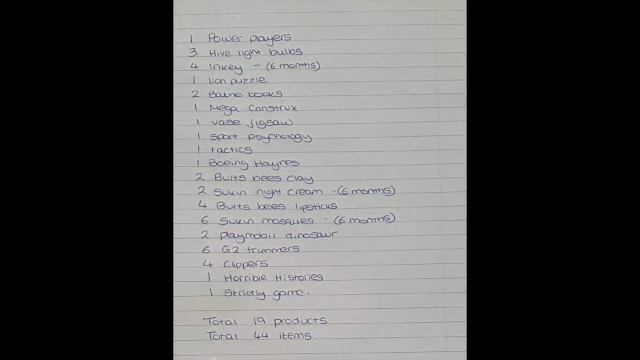 1 Power players
3 Hive light bulbs
4 Inkey - (6 months)
1 lion puzzle
2 books
1 Mega Construx
1 vase jigsaw
1 sport psychology
1 tactics
1 Boeing Haynes
2 Burts bees clay
2 Sukin night cream - (6 months)
4 Burts bees lipsticks
6 Sukin masques - (6 months)
2 playmobil dinosaur
6 G2 trimmers
4 Clippers
1 Horrible Histories
1 Strictly game.
Total 19 products
Total 44 items.